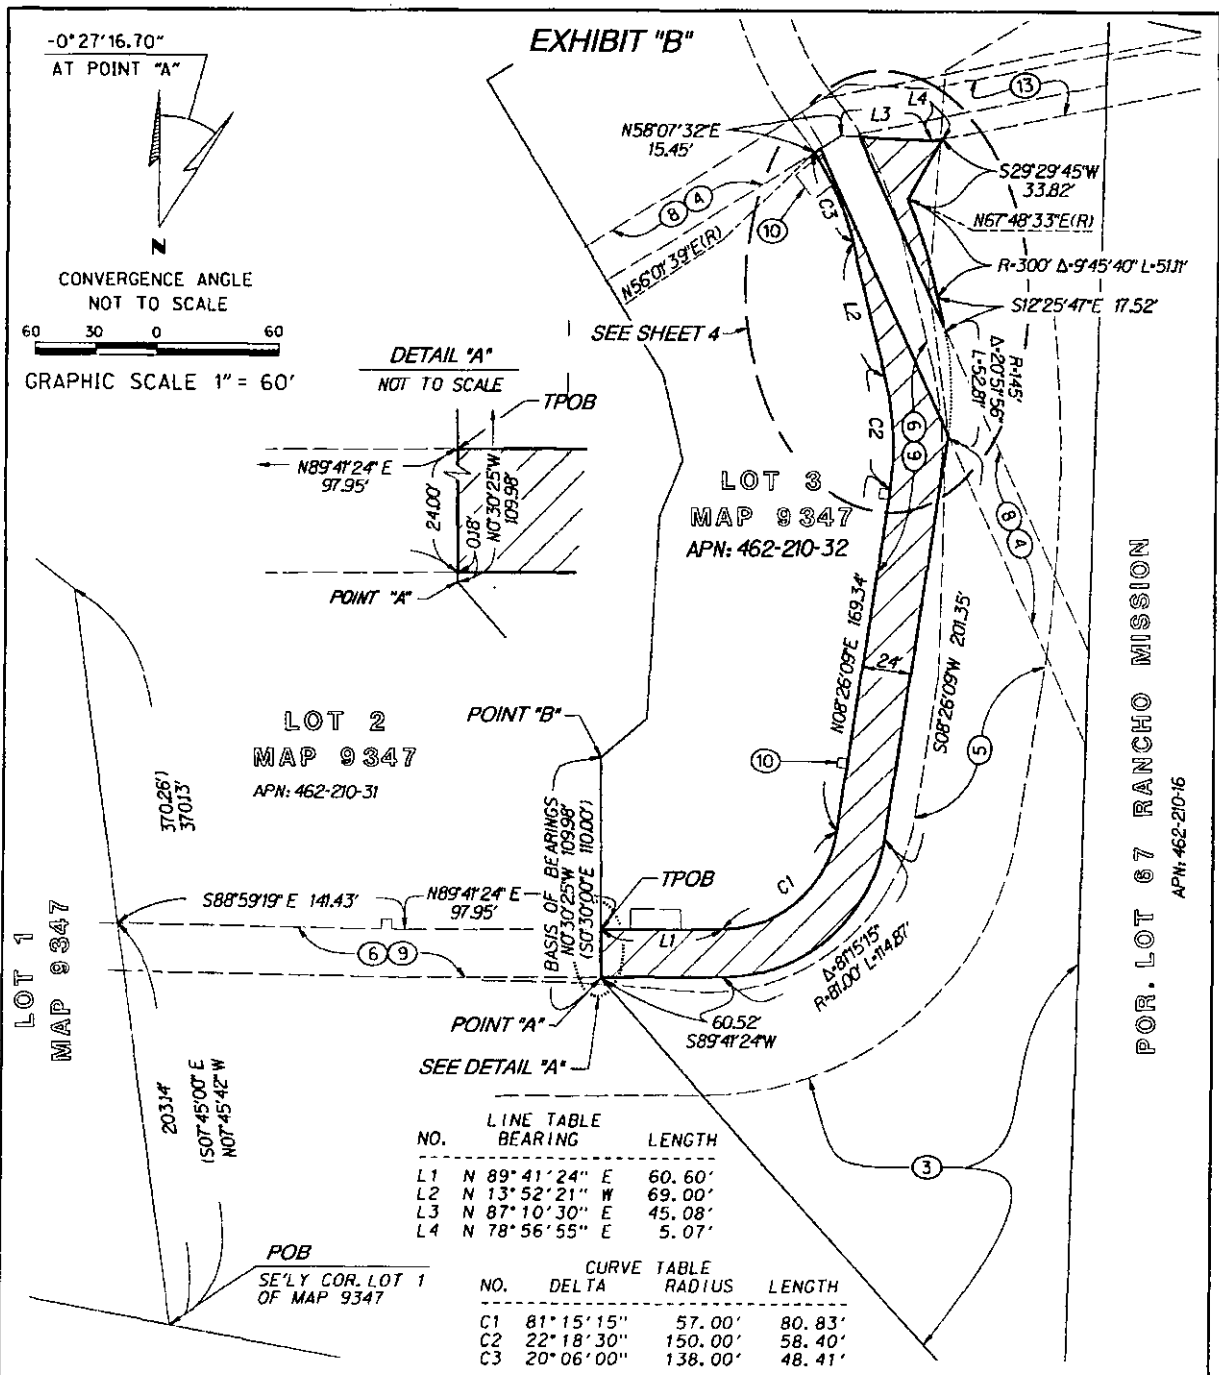 EXHIBIT "B"
-0°27'16.70"
AT POINT "A"
N
CONVERGENCE ANGLE
NOT TO SCALE
60 30 0 60
GRAPHIC SCALE 1" = 60'
DETAIL "A"
NOT TO SCALE
TPOB
N89°41'24" E
97.95'
24.00'
0.18'
N0°30'25"W
109.98'
POINT "A"
N58°07'32"E
15.45'
L3
L4
13
S29°29'45"W
33.82'
N67°48'33"E(R)
R=300' Δ=9°45'40" L=51.11'
S12°25'47"E 17.52'
8 4
10
C3
N56°01'39"E(R)
L2
SEE SHEET 4
R=145'
Δ=20°51'56"
L=52.81'
C2
9
6
LOT 3
MAP 9347
APN: 462-210-32
8
4
N08°26'09"E 169.34'
24'
S08°26'09"W 201.35'
5
10
LOT 2
MAP 9347
APN: 462-210-31
POINT "B"
370.26')
370.13'
BASIS OF BEARINGS
N0°30'25"W 109.98'
(S0°30'00"E 110.00')
TPOB
C1
L1
S88°59'19" E 141.43'
N89°41'24" E
97.95'
6 9
LOT 1
MAP 9347
Δ=81°15'15"
R=81.00' L=114.87'
POINT "A"
60.52'
S89°41'24"W
SEE DETAIL "A"
POR. LOT 67 RANCHO MISSION
APN: 462-210-16
203.14'
(S07°45'00" E
N07°45'42" W
3
LINE TABLE
NO. BEARING LENGTH
L1 N 89°41'24" E 60.60'
L2 N 13°52'21" W 69.00'
L3 N 87°10'30" E 45.08'
L4 N 78°56'55" E 5.07'
POB
SE'LY COR. LOT 1
OF MAP 9347
CURVE TABLE
NO. DELTA RADIUS LENGTH
C1 81°15'15" 57.00' 80.83'
C2 22°18'30" 150.00' 58.40'
C3 20°06'00" 138.00' 48.41'